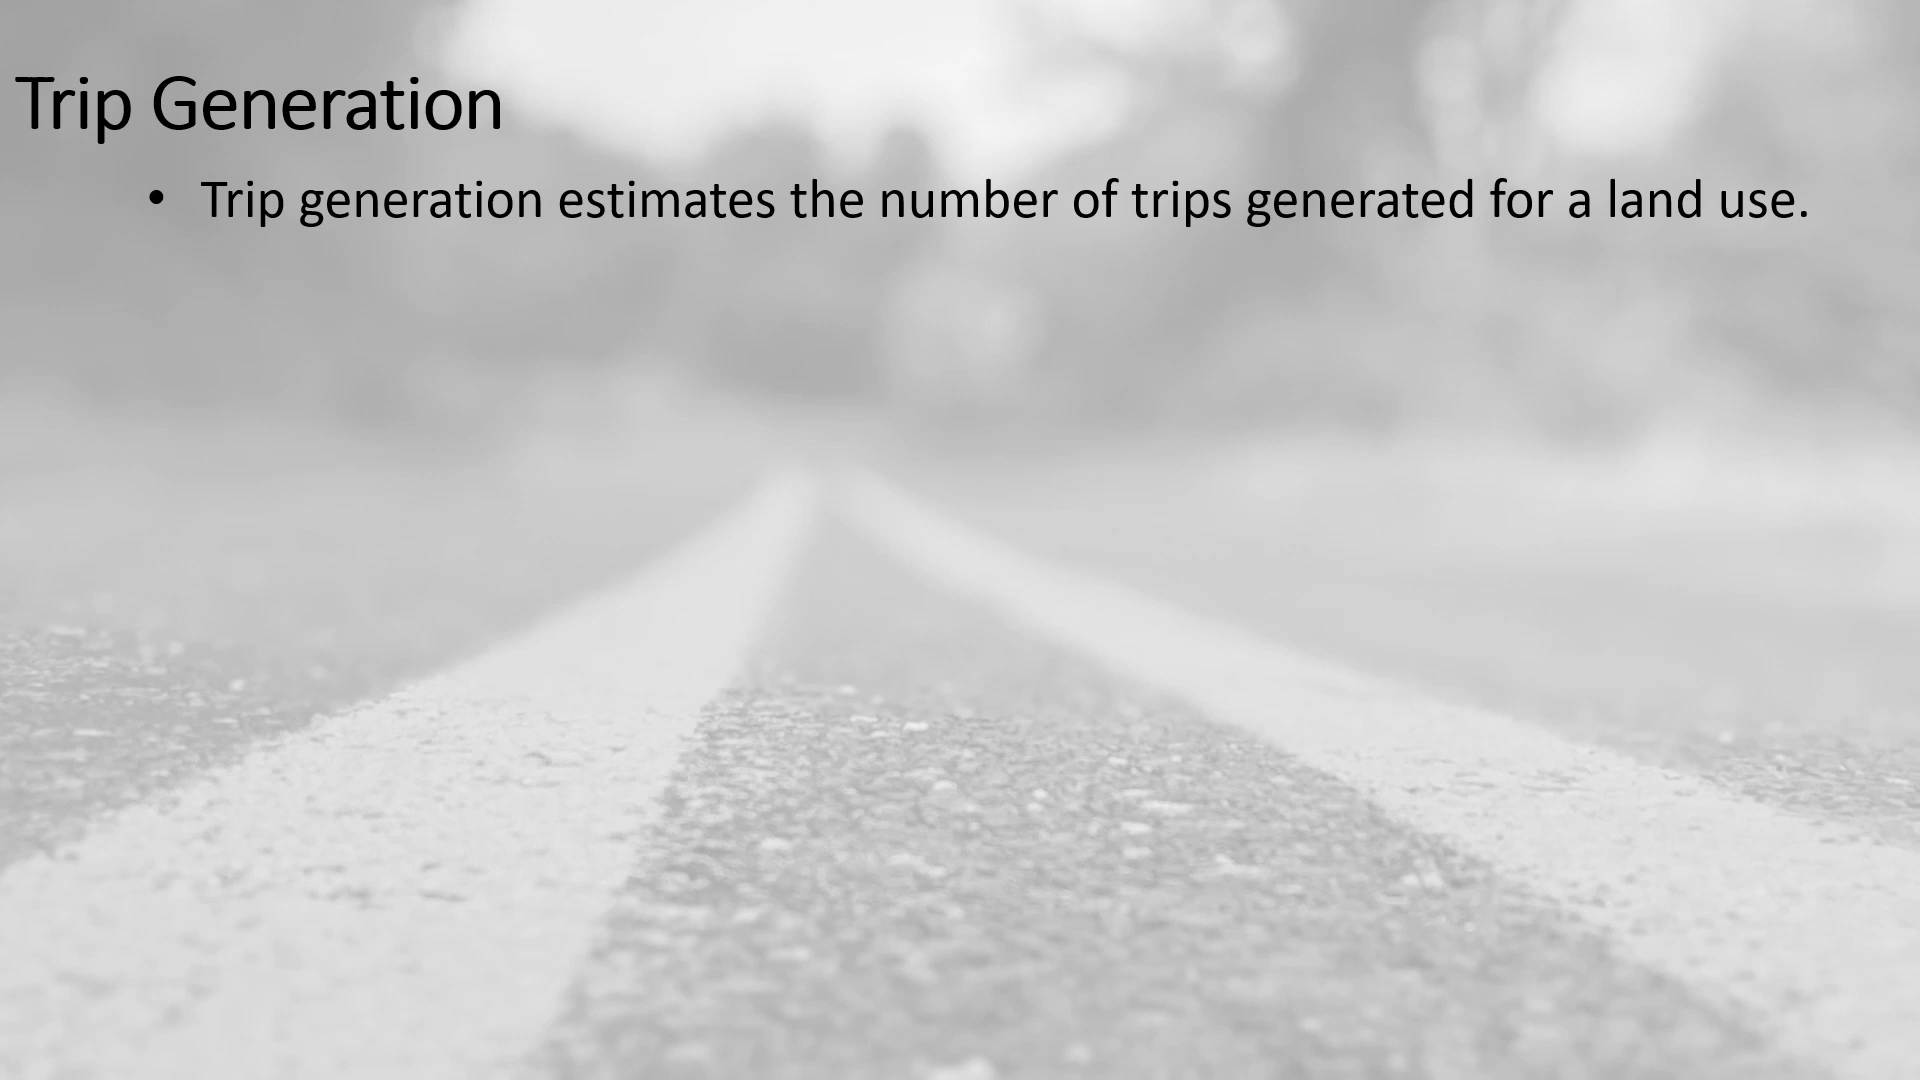 Trip Generation
• Trip generation estimates the number of trips generated for a land use.